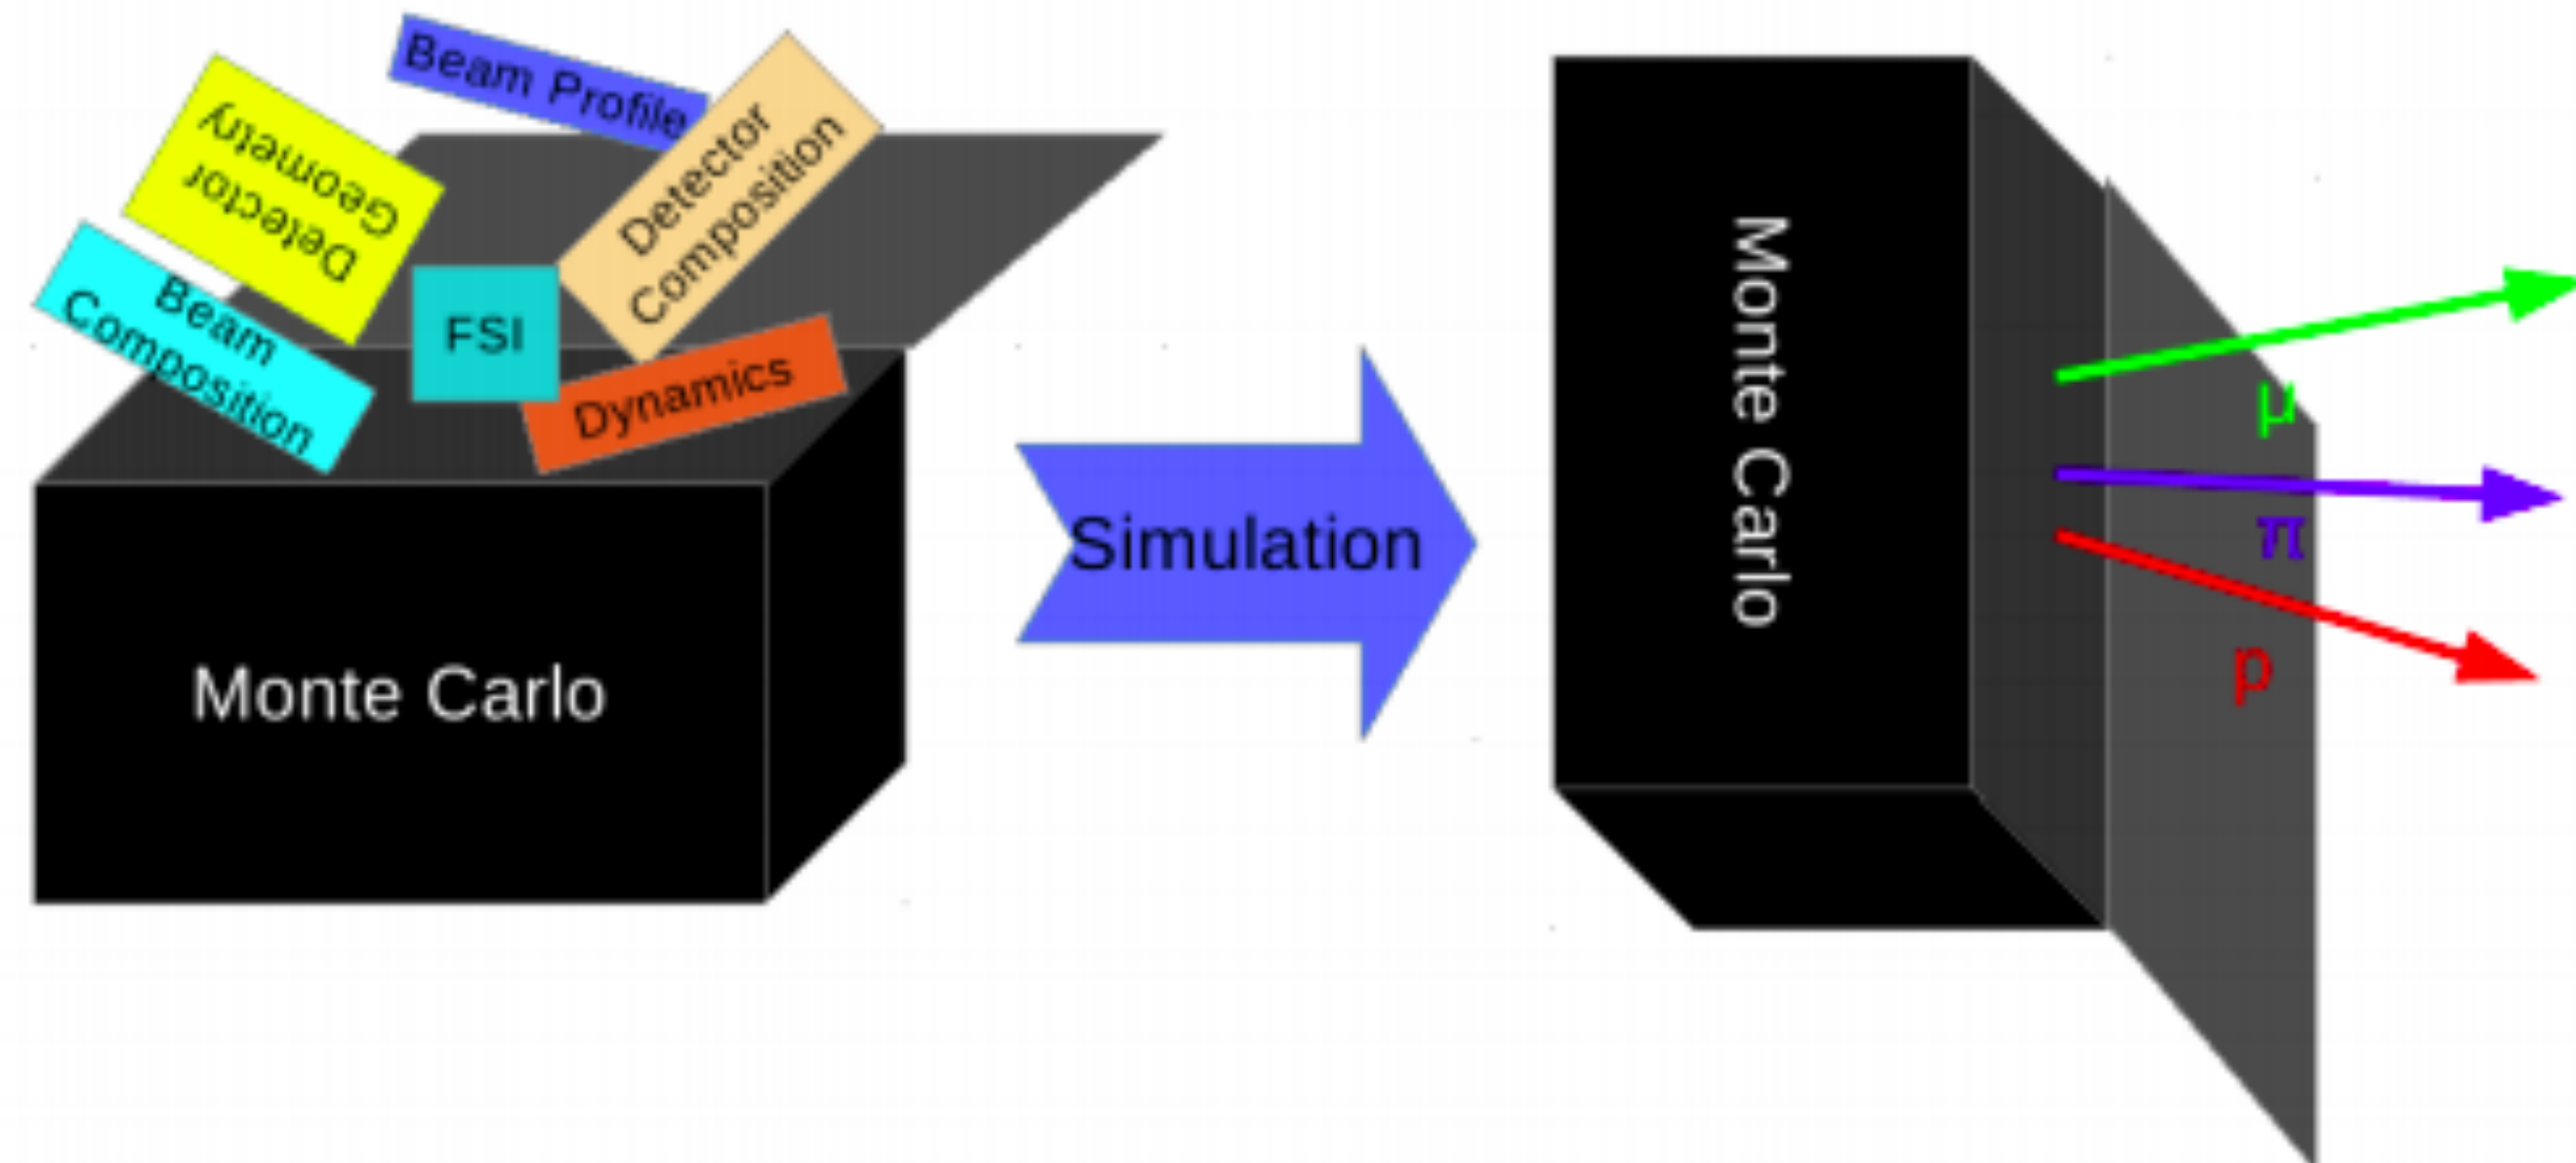 Beam Profile
Detector
Geometry
Detector
Composition
Beam
Composition
FSI
Dynamics
Monte Carlo
Simulation
Monte Carlo
μ
π
p